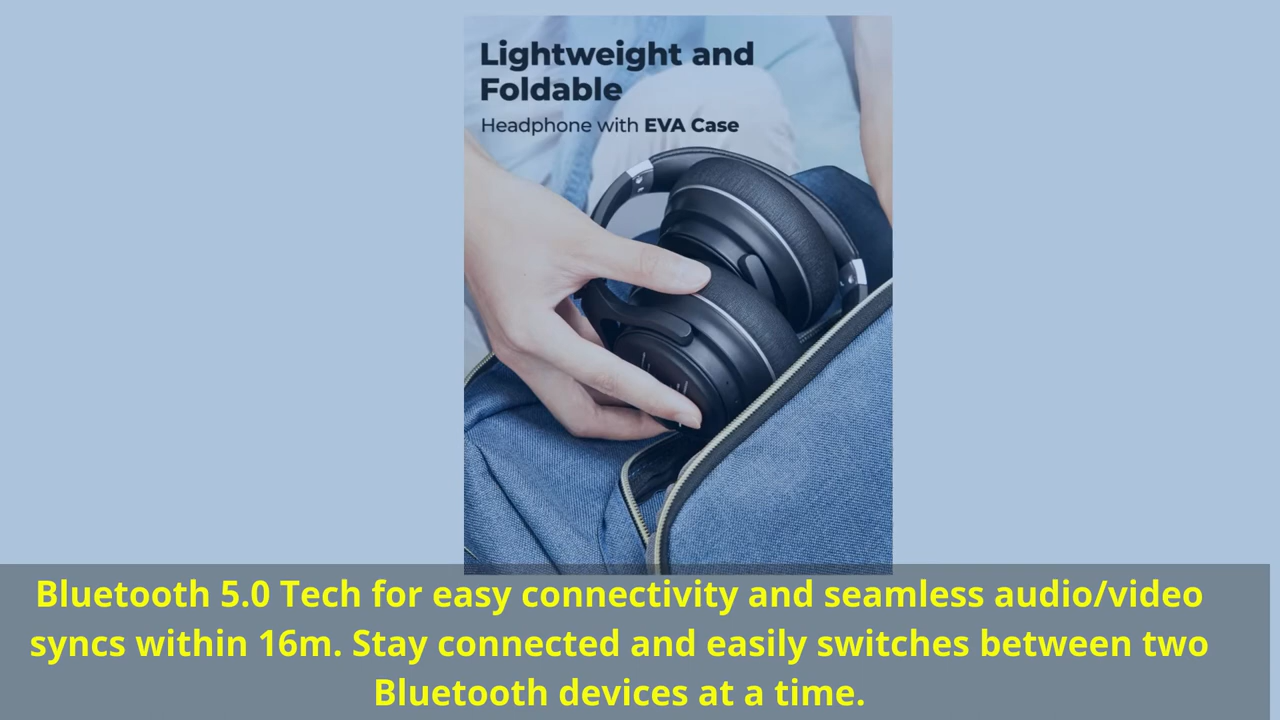 Lightweight and
Foldable
Headphone with EVA Case
Bluetooth 5.0 Tech for easy connectivity and seamless audio/video
syncs within 16m. Stay connected and easily switches between two
Bluetooth devices at a time.